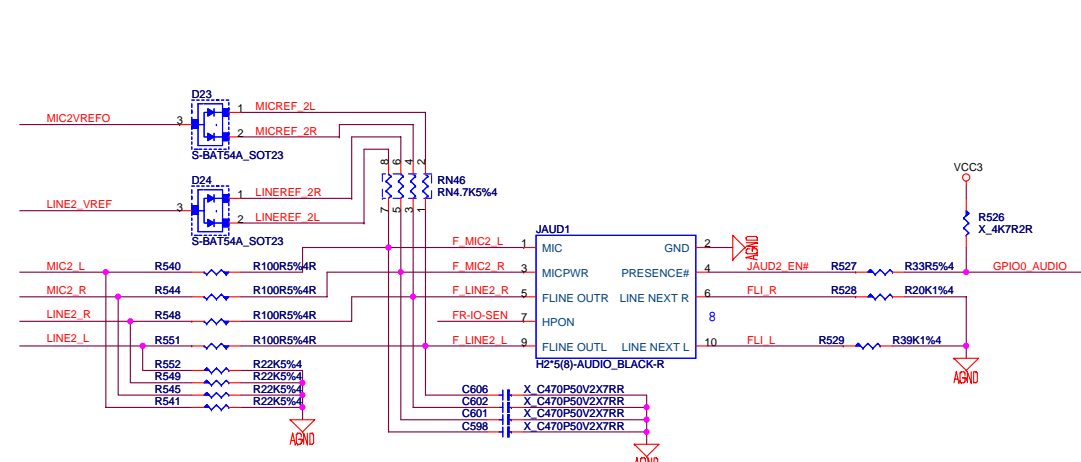 D23
MIC2VREFO 3 1 MICREF_2L
2 MICREF_2R
S-BAT54A_SOT23
8 6 4 2
D24
RN46
RN4.7K5%4
LINE2_VREF 3 1 LINEREF_2R
2 LINEREF_2L
S-BAT54A_SOT23
7 5 3 1
VCC3
R526
X_4K7R2R
JAUD1
F_MIC2_L 1 MIC GND 2 AGND
MIC2_L R540 R100R5%4R F_MIC2_R 3 MICPWR PRESENCE# 4 JAUD2_EN# R527 R33R5%4 GPIO0_AUDIO
MIC2_R R544 R100R5%4R F_LINE2_R 5 FLINE OUTR LINE NEXT R 6 FLI_R R528 R20K1%4
LINE2_R R548 R100R5%4R FR-IO-SEN 7 HPON 8
LINE2_L R551 R100R5%4R F_LINE2_L 9 FLINE OUTL LINE NEXT L 10 FLI_L R529 R39K1%4
H2*5(8)-AUDIO_BLACK-R
AGND
R552 R22K5%4
R549 R22K5%4
R545 R22K5%4
R541 R22K5%4
AGND
C606 X_C470P50V2X7RR
C602 X_C470P50V2X7RR
C601 X_C470P50V2X7RR
C598 X_C470P50V2X7RR
AGND